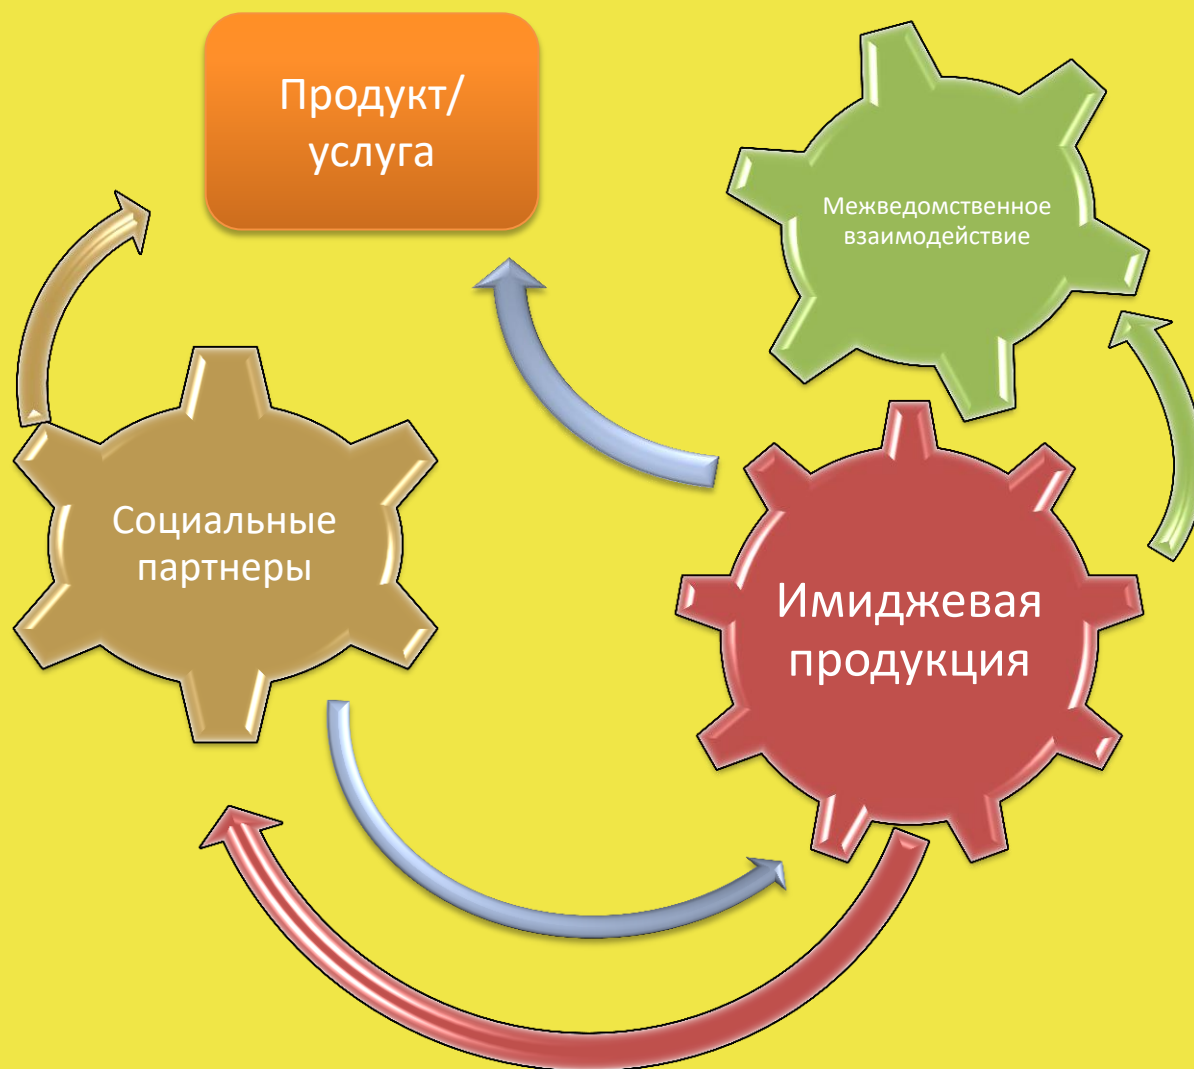 Продукт/
услуга
Межведомственное
взаимодействие
Социальные
партнеры
Имиджевая
продукция